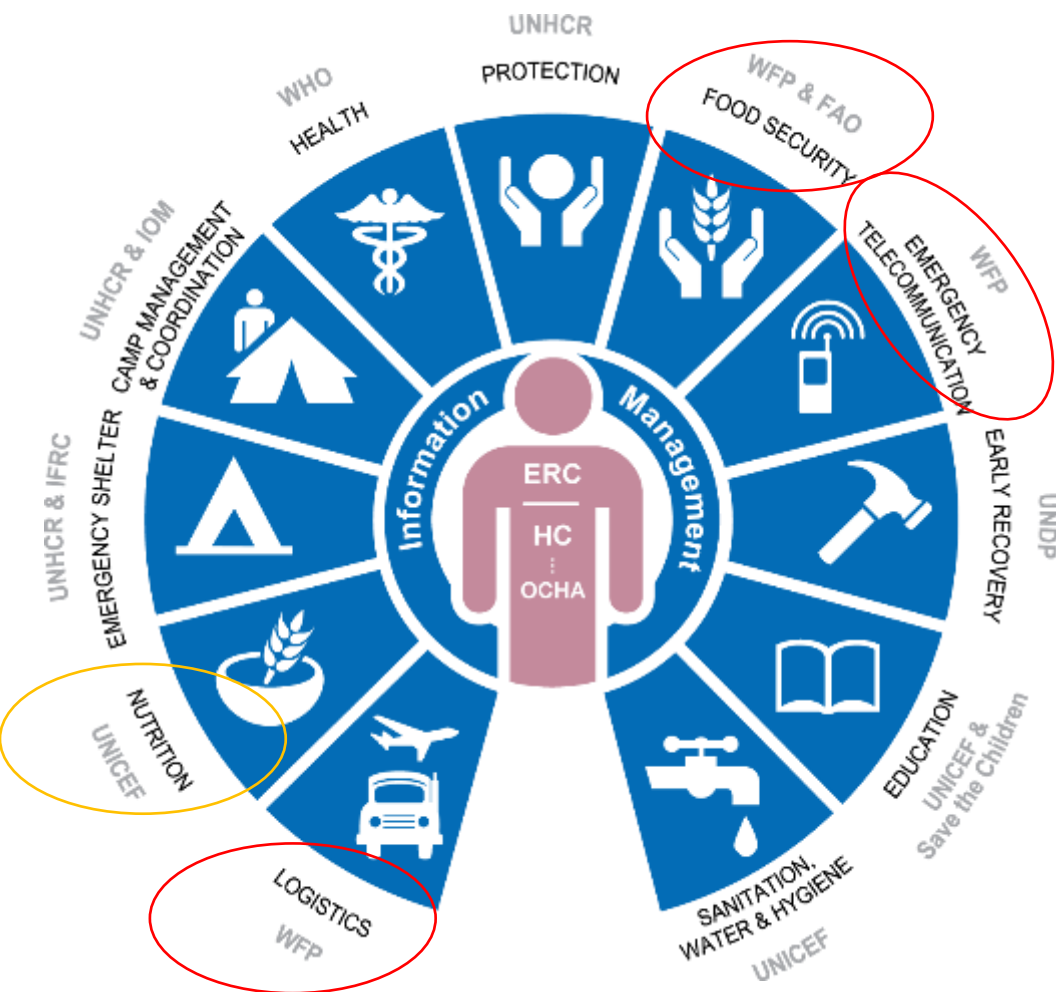 UNHCR
PROTECTION
WFP & FAO
FOOD SECURITY
WFP
EMERGENCY
TELECOMMUNICATION
UNDP
EARLY RECOVERY
EDUCATION
UNICEF &
Save the Children
SANITATION,
WATER & HYGIENE
UNICEF
LOGISTICS
WFP
NUTRITION
UNICEF
UNHCR & IFRC
EMERGENCY SHELTER
UNHCR & IOM
CAMP MANAGEMENT
& COORDINATION
WHO
HEALTH
Information
Management
ERC
HC
OCHA